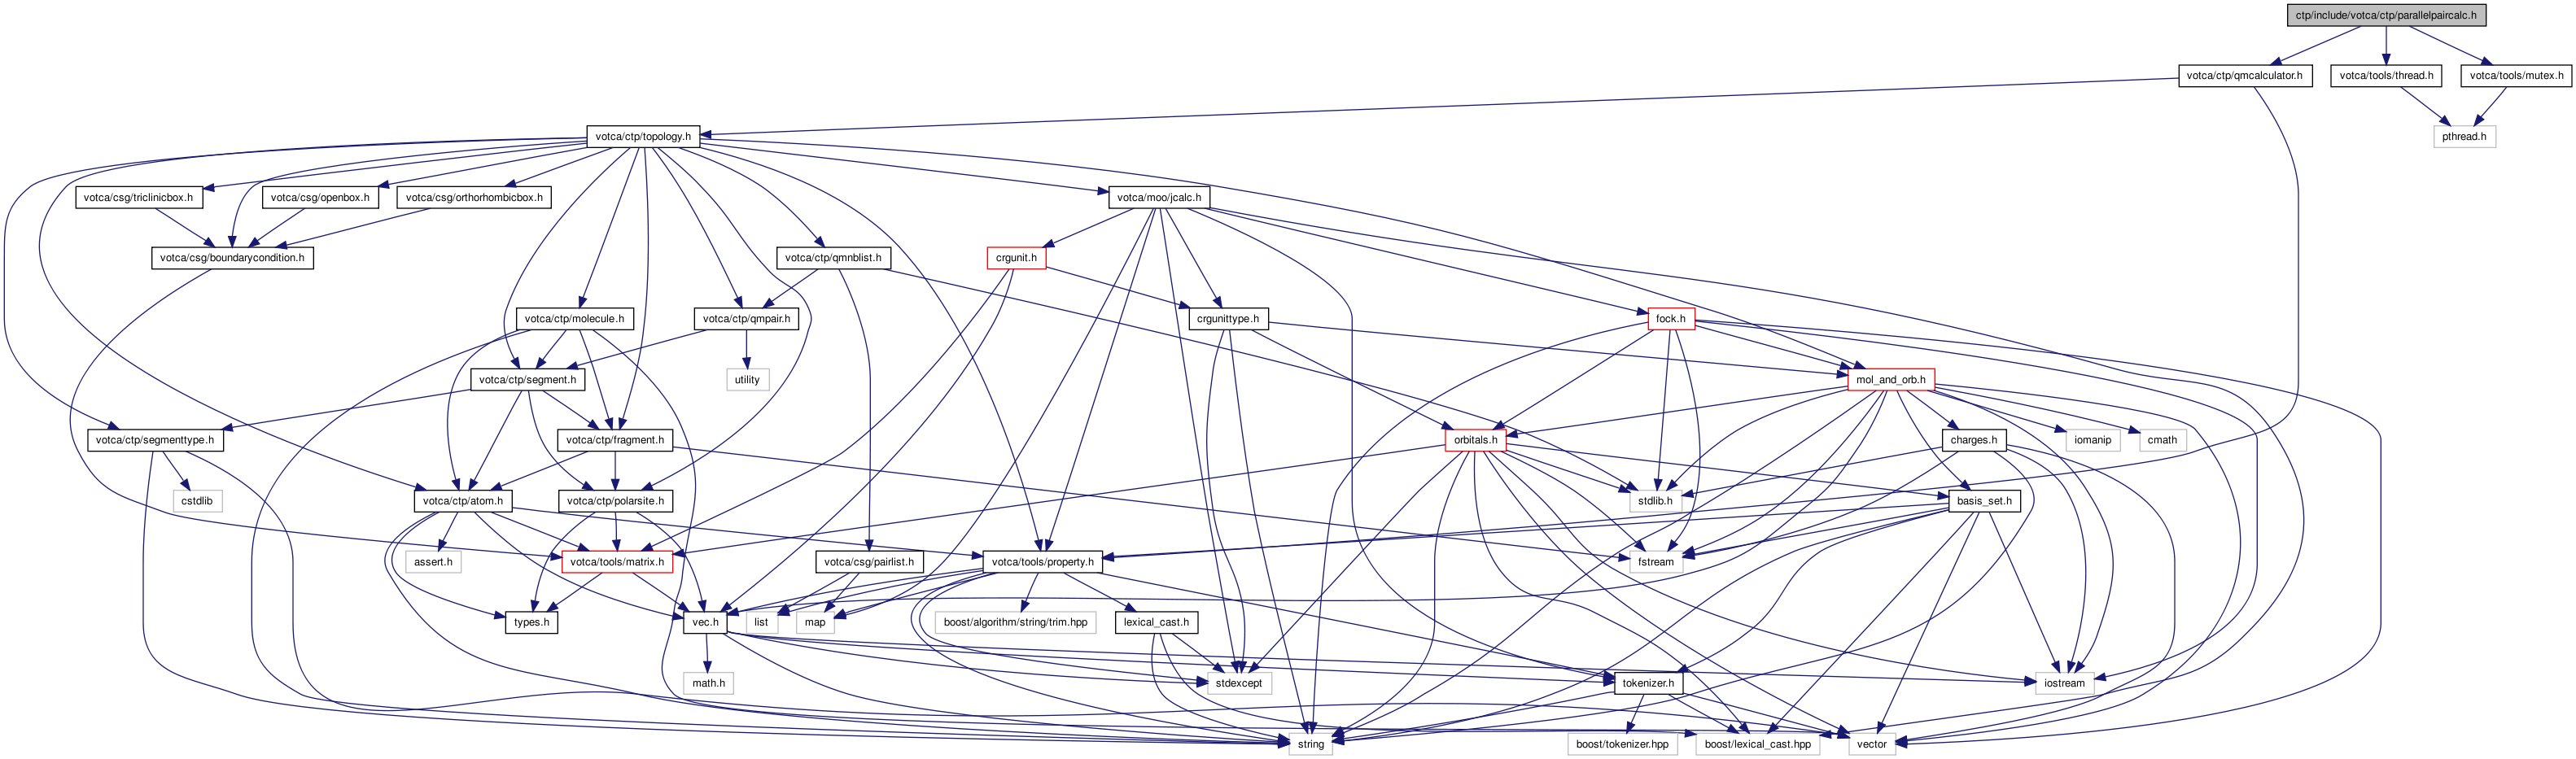 ctp/include/votca/ctp/parallelpaircalc.h
votca/ctp/qmcalculator.h
votca/tools/thread.h
votca/tools/mutex.h
votca/ctp/topology.h
pthread.h
votca/csg/triclinicbox.h
votca/csg/openbox.h
votca/csg/orthorhombicbox.h
votca/moo/jcalc.h
votca/csg/boundarycondition.h
votca/ctp/qmnblist.h
crgunit.h
votca/ctp/molecule.h
votca/ctp/qmpair.h
crgunittype.h
fock.h
votca/ctp/segment.h
utility
mol_and_orb.h
votca/ctp/segmenttype.h
votca/ctp/fragment.h
orbitals.h
charges.h
iomanip
cmath
cstdlib
votca/ctp/atom.h
votca/ctp/polarsite.h
stdlib.h
basis_set.h
assert.h
votca/tools/matrix.h
votca/csg/pairlist.h
votca/tools/property.h
fstream
types.h
vec.h
list
map
boost/algorithm/string/trim.hpp
lexical_cast.h
math.h
stdexcept
tokenizer.h
iostream
string
boost/tokenizer.hpp
boost/lexical_cast.hpp
vector